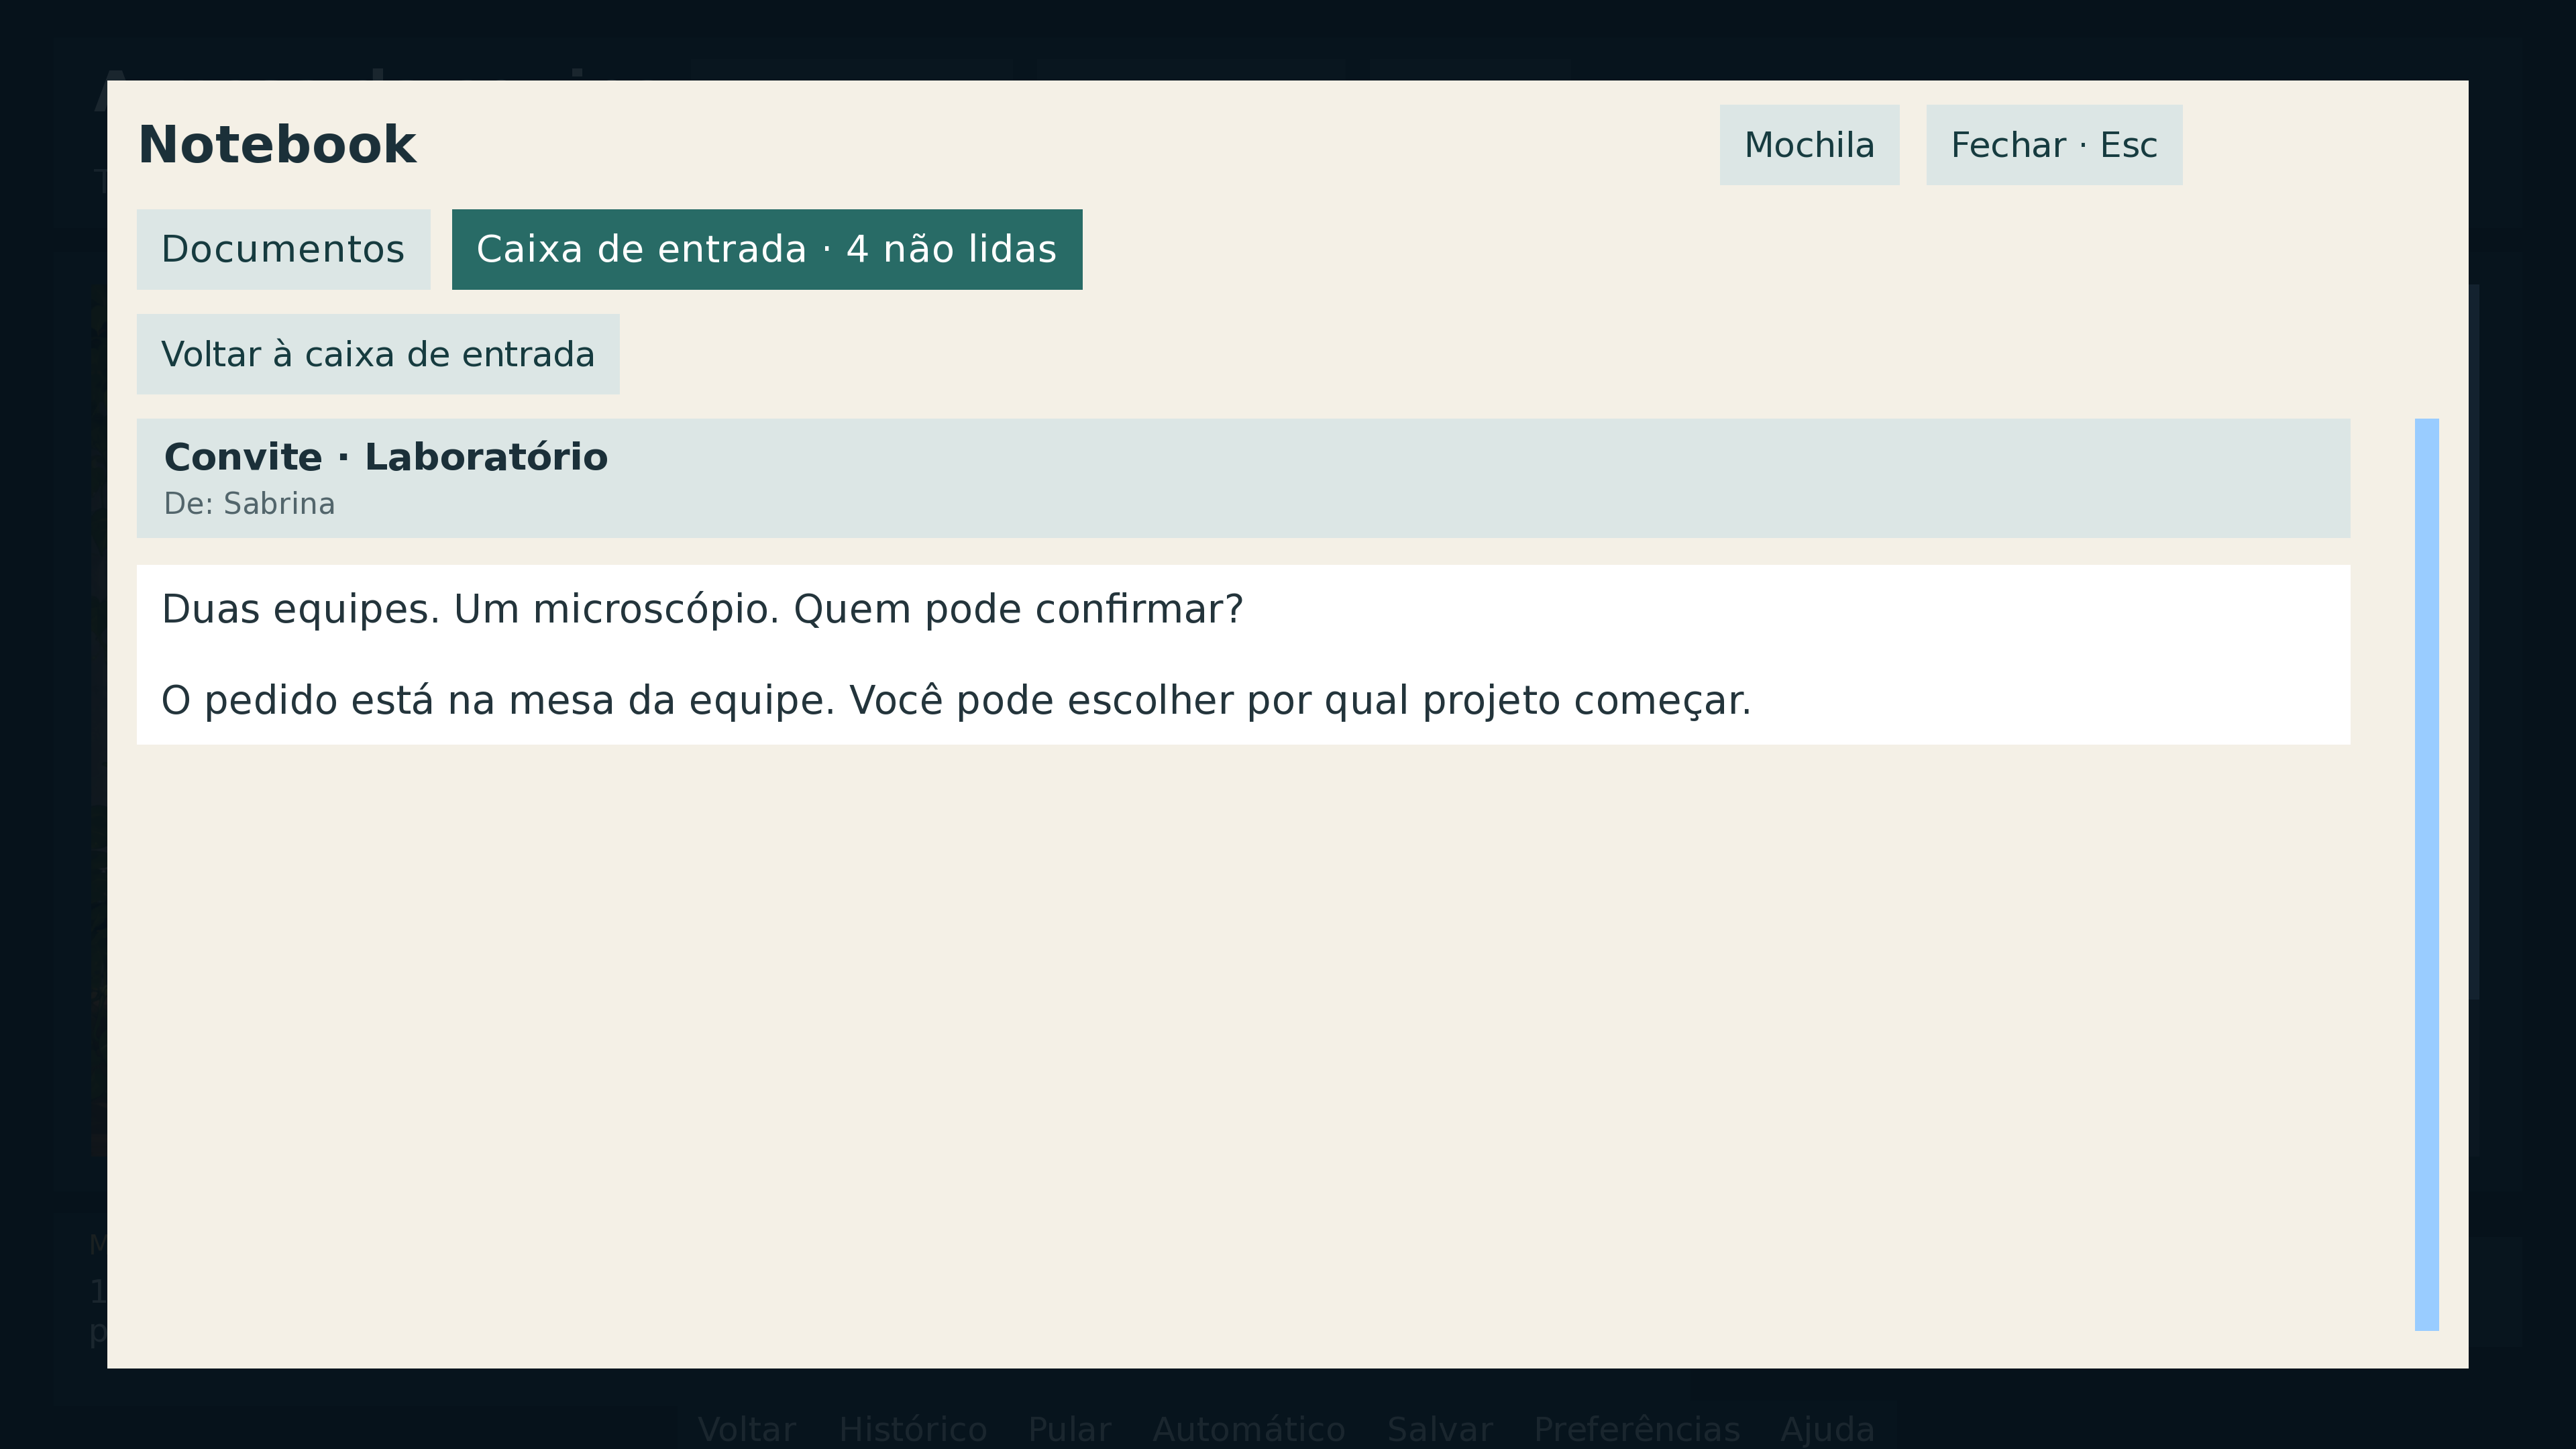 Notebook
Mochila
Fechar · Esc
Documentos
Caixa de entrada · 4 não lidas
Voltar à caixa de entrada
Convite · Laboratório
De: Sabrina
Duas equipes. Um microscópio. Quem pode confirmar?
O pedido está na mesa da equipe. Você pode escolher por qual projeto começar.
Voltar
Histórico
Pular
Automático
Salvar
Preferências
Ajuda